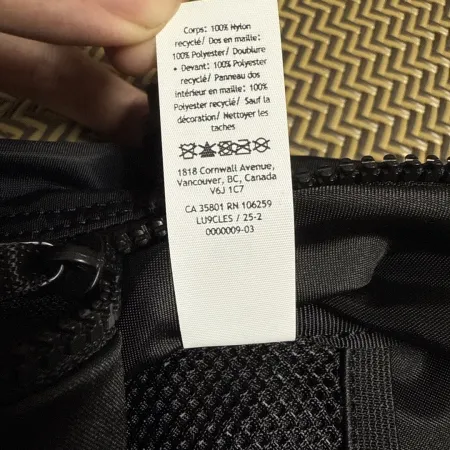 Corps: 100% Nylon
recyclé/ Dos en maille:
100% Polyester/ Doublure
• Devant: 100% Polyester
recyclé/ Panneau dos
intérieur en maille: 100%
Polyester recyclé/ Sauf la
décoration/ Nettoyer les
taches
1818 Cornwall Avenue,
Vancouver, BC, Canada
V6J 1C7
CA 35801 RN 106259
LU9CLES / 25-2
0000009-03